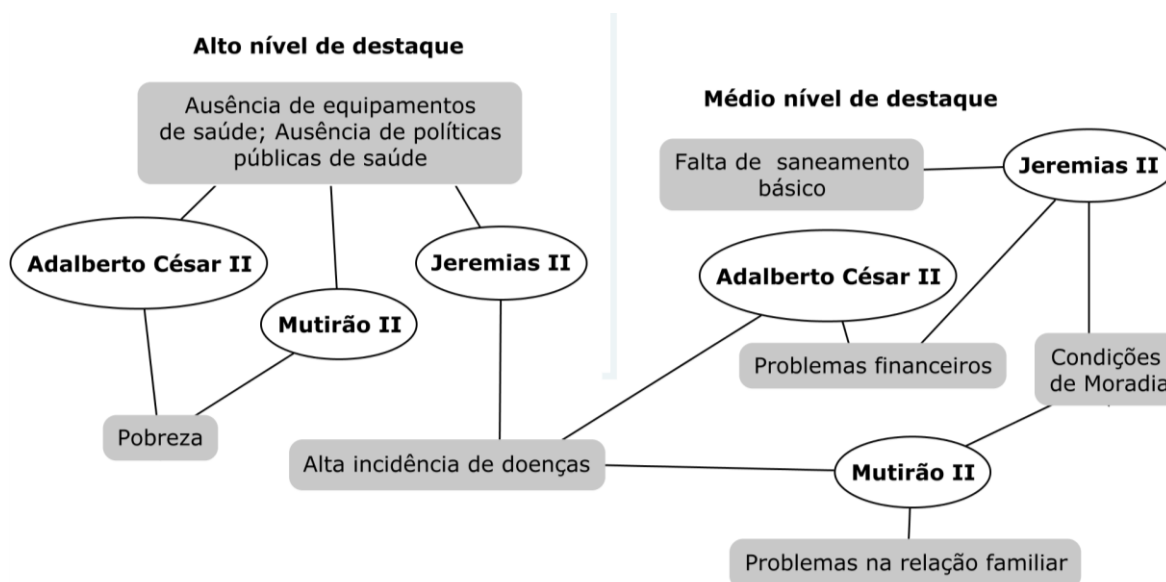 Alto nível de destaque
Ausência de equipamentos
de saúde; Ausência de políticas
públicas de saúde
Adalberto César II
Jeremias II
Mutirão II
Pobreza
Alta incidência de doenças
Médio nível de destaque
Falta de saneamento
básico
Jeremias II
Adalberto César II
Problemas financeiros
Condições
de Moradia
Mutirão II
Problemas na relação familiar